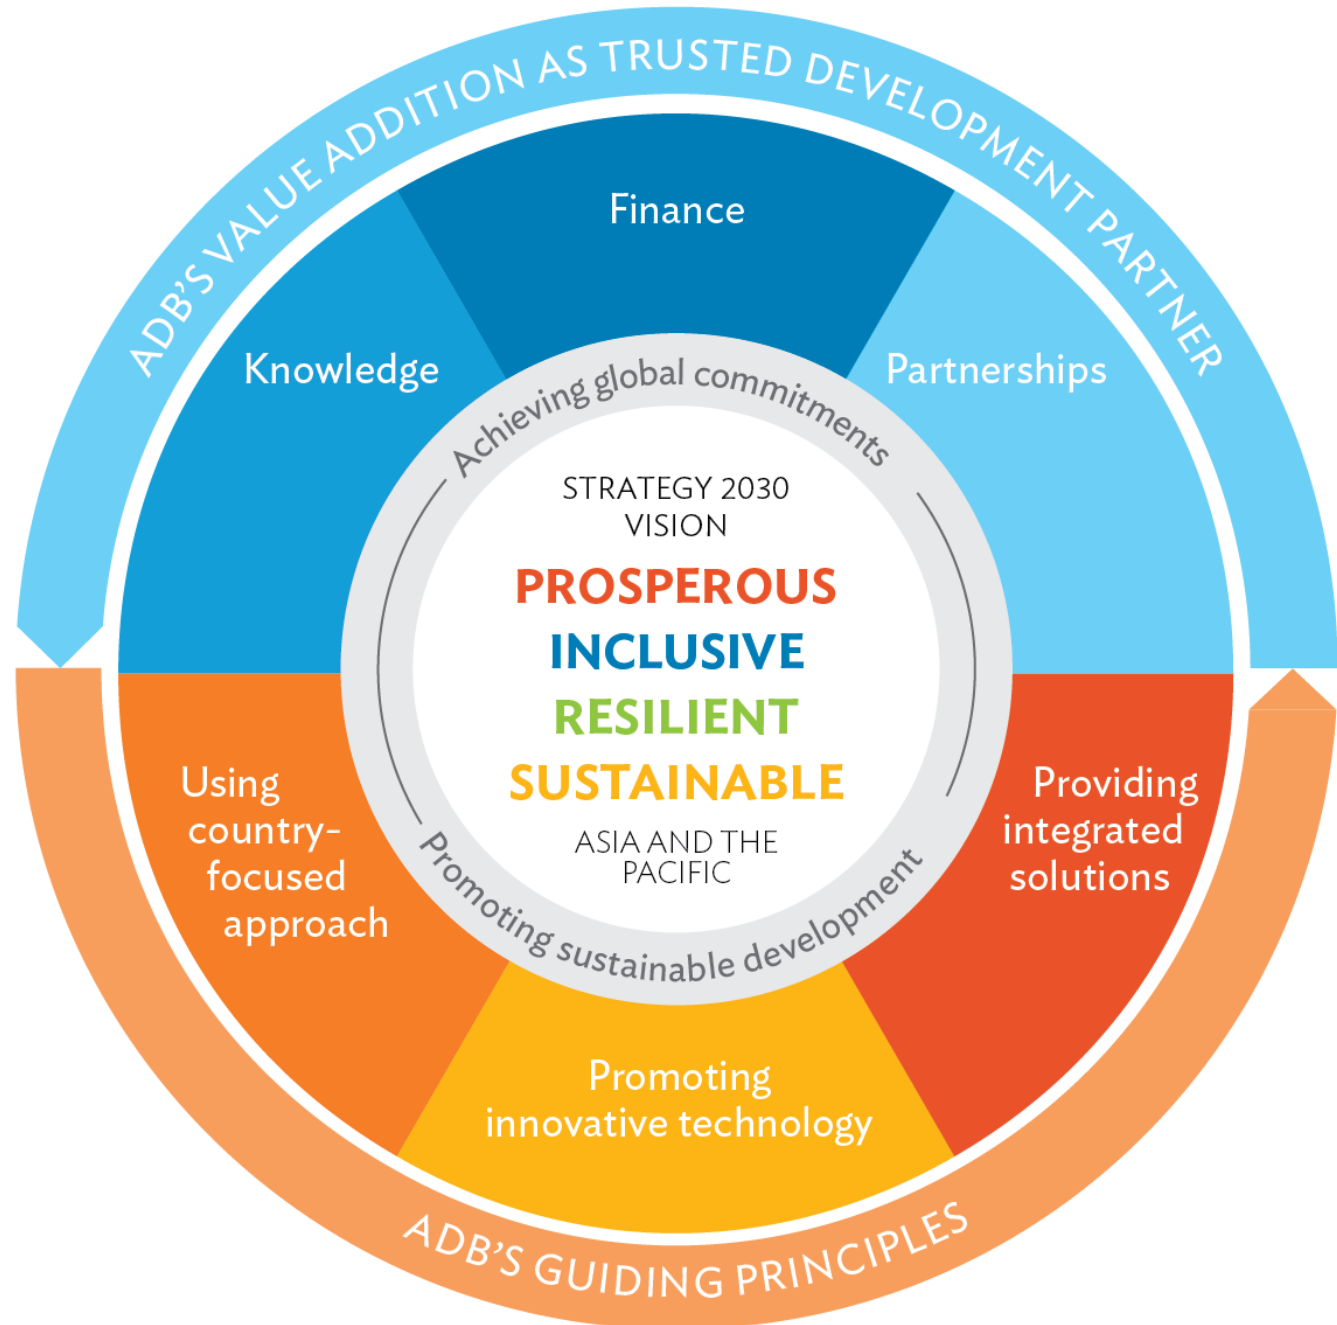 ADB'S VALUE ADDITION AS TRUSTED DEVELOPMENT PARTNER
Finance
Knowledge
Partnerships
Achieving global commitments
STRATEGY 2030
VISION
PROSPEROUS
INCLUSIVE
RESILIENT
SUSTAINABLE
ASIA AND THE
PACIFIC
Promoting sustainable development
Using
country-
focused
approach
Providing
integrated
solutions
Promoting
innovative technology
ADB'S GUIDING PRINCIPLES